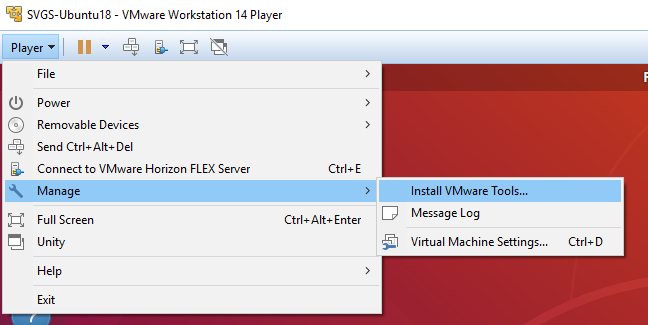 SVGS-Ubuntu18 - VMware Workstation 14 Player
Player
File
Power
Removable Devices
Send Ctrl+Alt+Del
Connect to VMware Horizon FLEX Server Ctrl+E
Manage Install VMware Tools...
Message Log
Full Screen Ctrl+Alt+Enter
Unity Virtual Machine Settings... Ctrl+D
Help
Exit
7